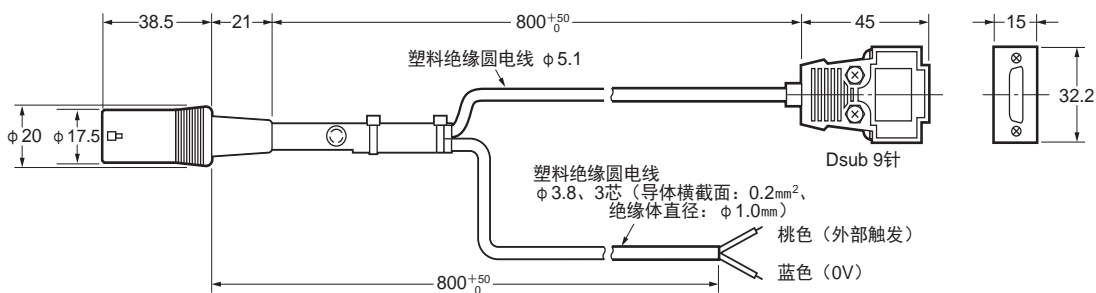 38.5
21
800 +50 0
45
15
塑料绝缘圆电线 φ5.1
φ20
φ17.5
32.2
Dsub 9针
塑料绝缘圆电线
φ3.8、3芯（导体横截面：0.2mm²、
绝缘体直径：φ1.0mm）
桃色（外部触发）
蓝色（0V）
800 +50 0